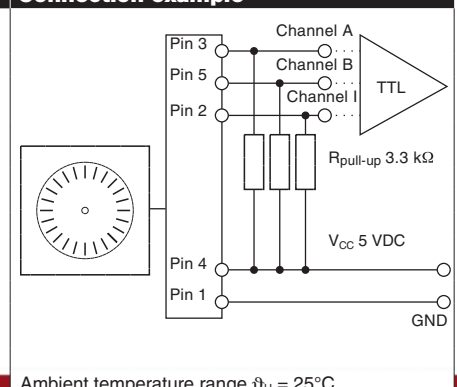 Connection example
Pin 3
Channel A
Pin 5
Channel B
TTL
Pin 2
Channel I
Rpull-up 3.3 kΩ
VCC 5 VDC
Pin 4
Pin 1
GND
Ambient temperature range ϑU = 25°C